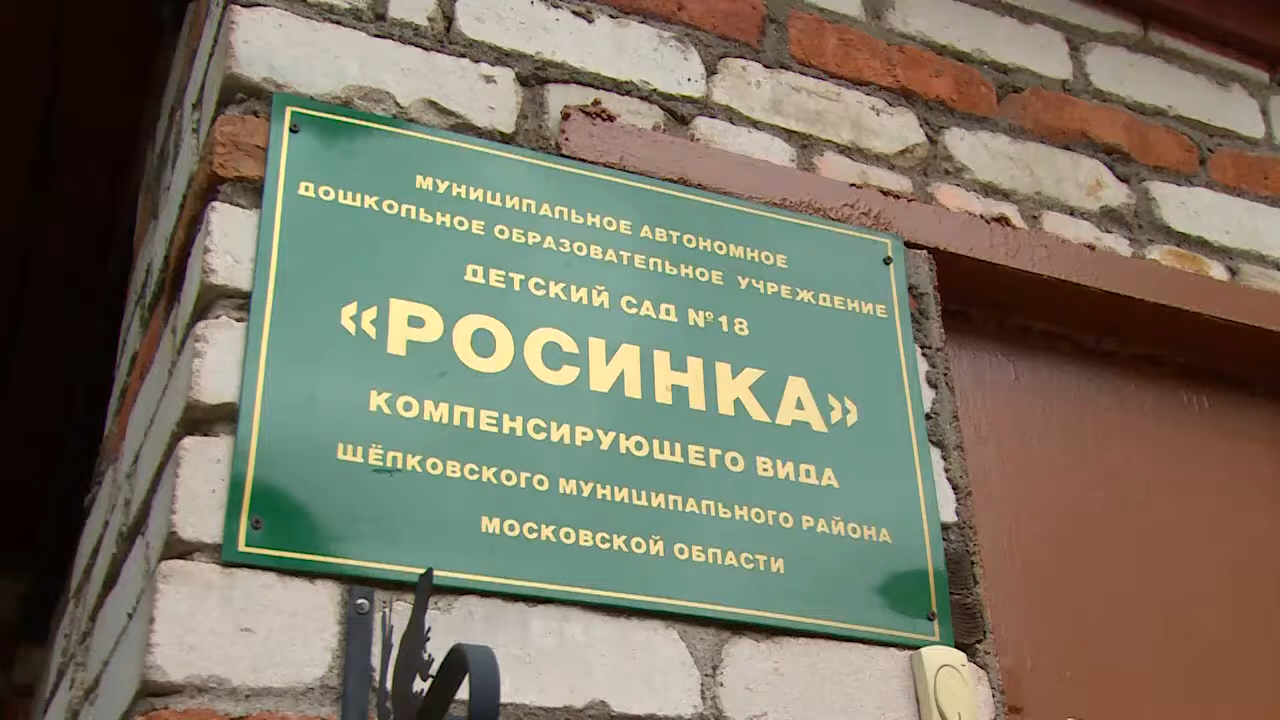 МУНИЦИПАЛЬНОЕ АВТОНОМНОЕ
ДОШКОЛЬНОЕ ОБРАЗОВАТЕЛЬНОЕ УЧРЕЖДЕНИЕ
ДЕТСКИЙ САД №18
«РОСИНКА»
КОМПЕНСИРУЮЩЕГО ВИДА
ЩЁЛКОВСКОГО МУНИЦИПАЛЬНОГО РАЙОНА
МОСКОВСКОЙ ОБЛАСТИ